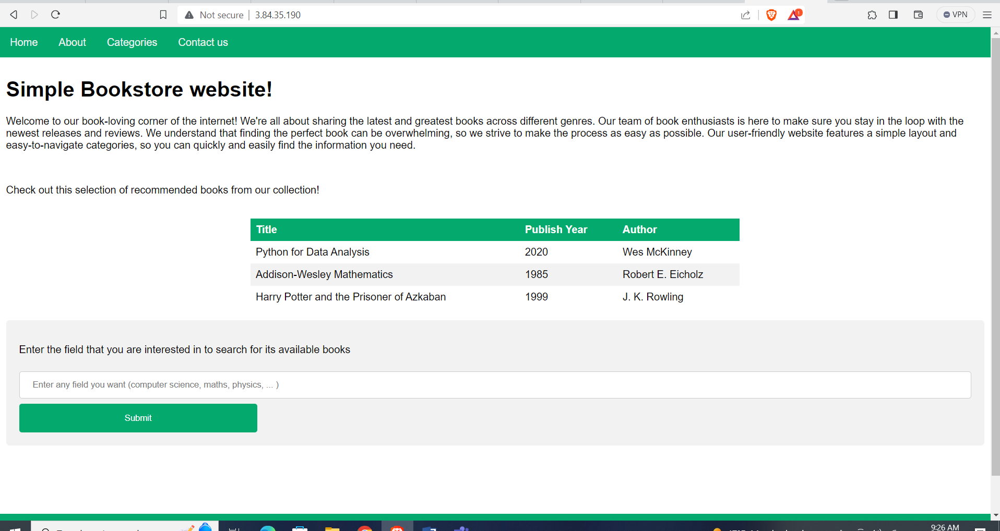 Not secure | 3.84.35.190
1
VPN
Home About Categories Contact us
Simple Bookstore website!
Welcome to our book-loving corner of the internet! We're all about sharing the latest and greatest books across different genres. Our team of book enthusiasts is here to make sure you stay in the loop with the
newest releases and reviews. We understand that finding the perfect book can be overwhelming, so we strive to make the process as easy as possible. Our user-friendly website features a simple layout and
easy-to-navigate categories, so you can quickly and easily find the information you need.
Check out this selection of recommended books from our collection!
Title Publish Year Author
Python for Data Analysis 2020 Wes McKinney
Addison-Wesley Mathematics 1985 Robert E. Eicholz
Harry Potter and the Prisoner of Azkaban 1999 J. K. Rowling
Enter the field that you are interested in to search for its available books
Enter any field you want (computer science, maths, physics, ... )
Submit
9:26 AM